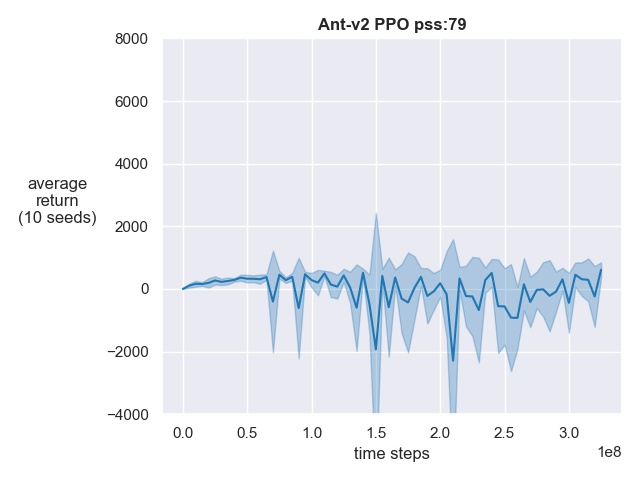 Ant-v2 PPO pss:79
8000
6000
4000
2000
0
−2000
−4000
average
return
(10 seeds)
0.0 0.5 1.0 1.5 2.0 2.5 3.0
1e8
time steps